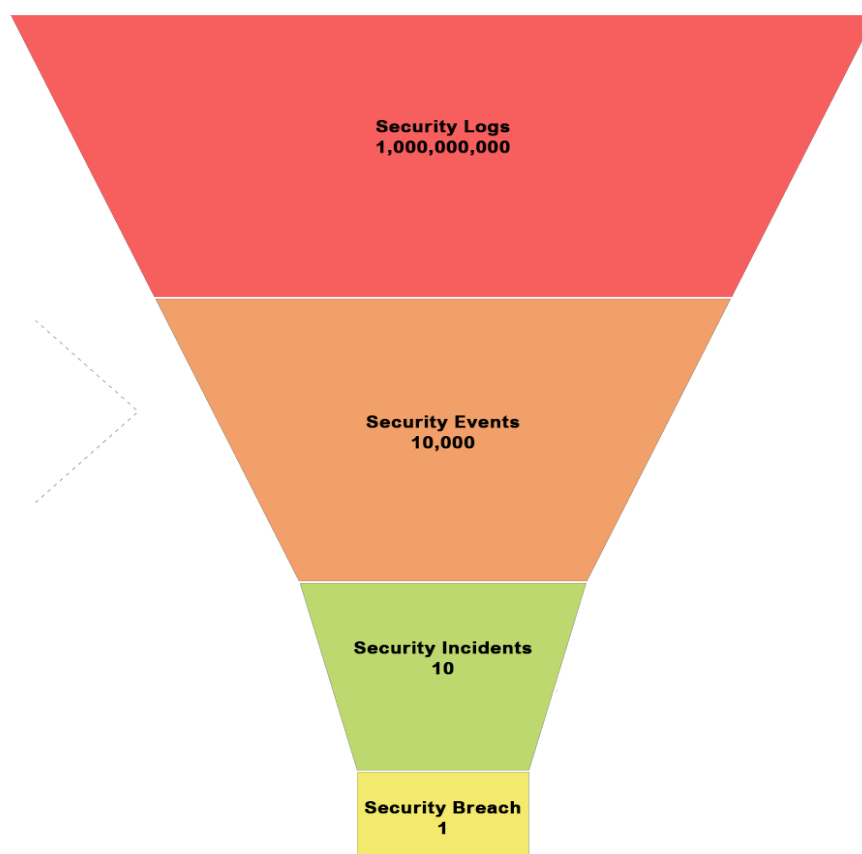 Security Logs
1,000,000,000
Security Events
10,000
Security Incidents
10
Security Breach
1